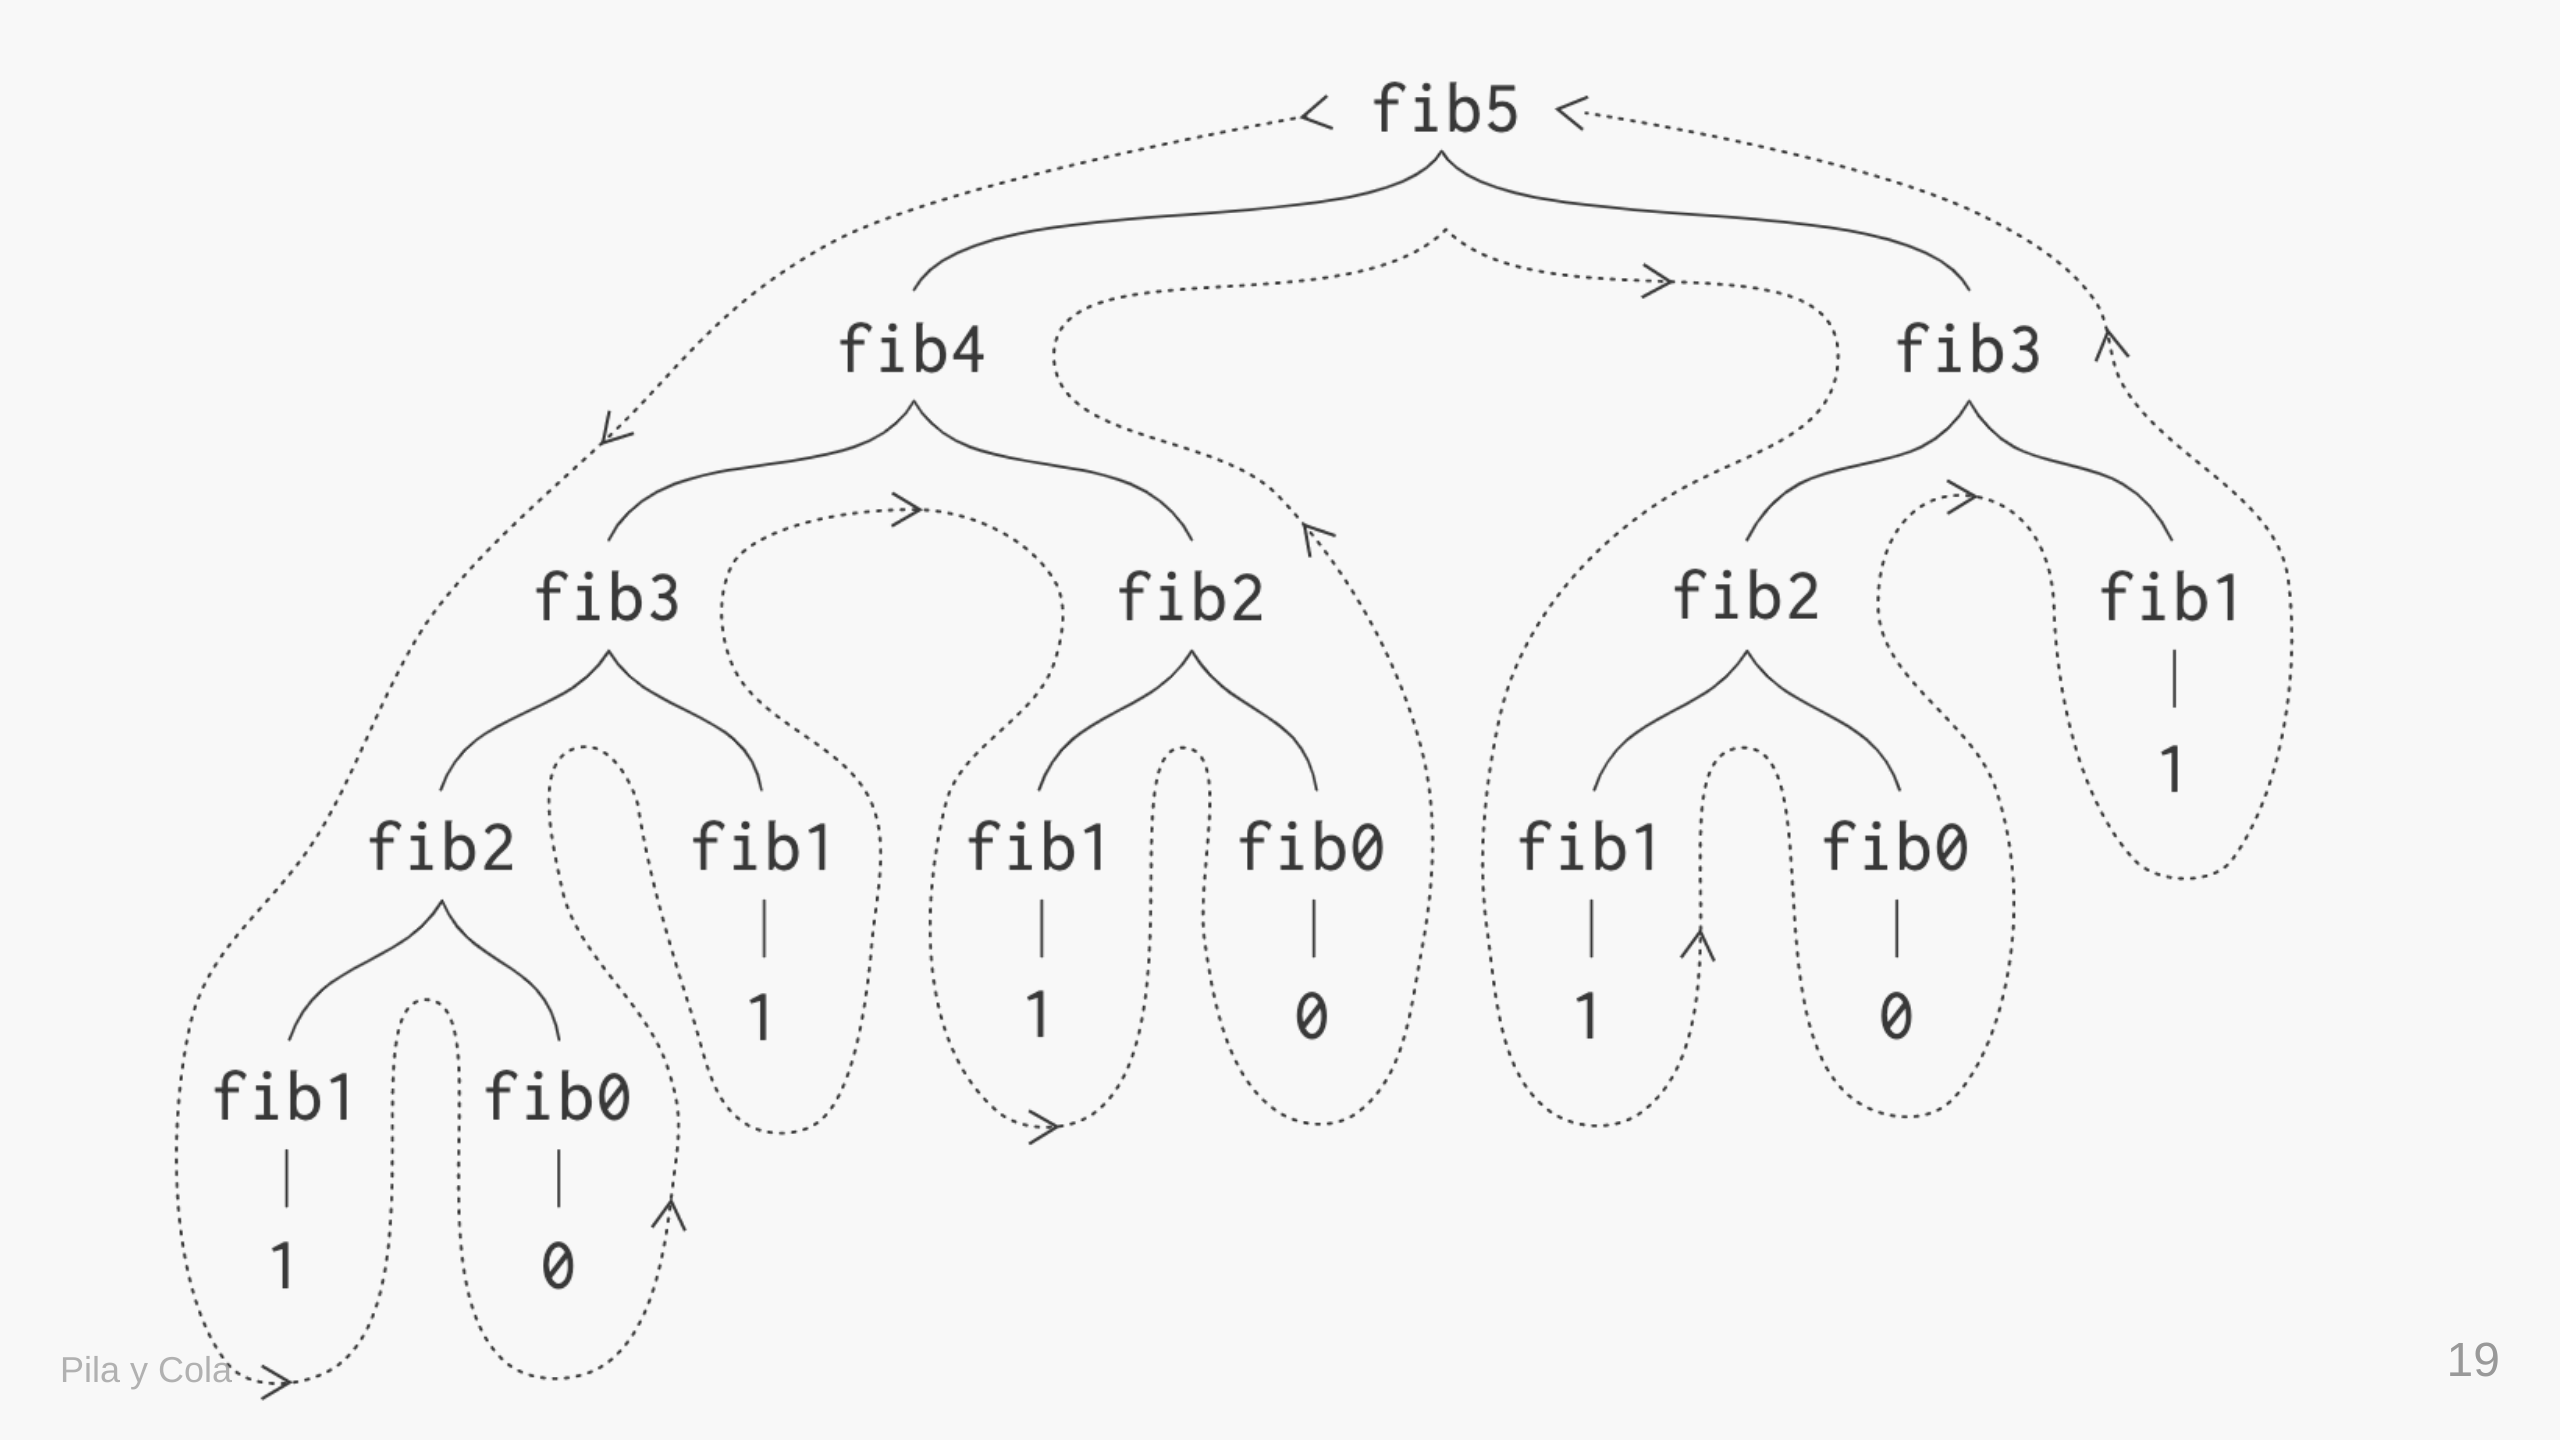 fib5
fib4 fib3
fib3 fib2 fib2 fib1
1
fib2 fib1 fib1 fib0 fib1 fib0
1 1 0 1 0
fib1 fib0
1 0
Pila y Cola 19